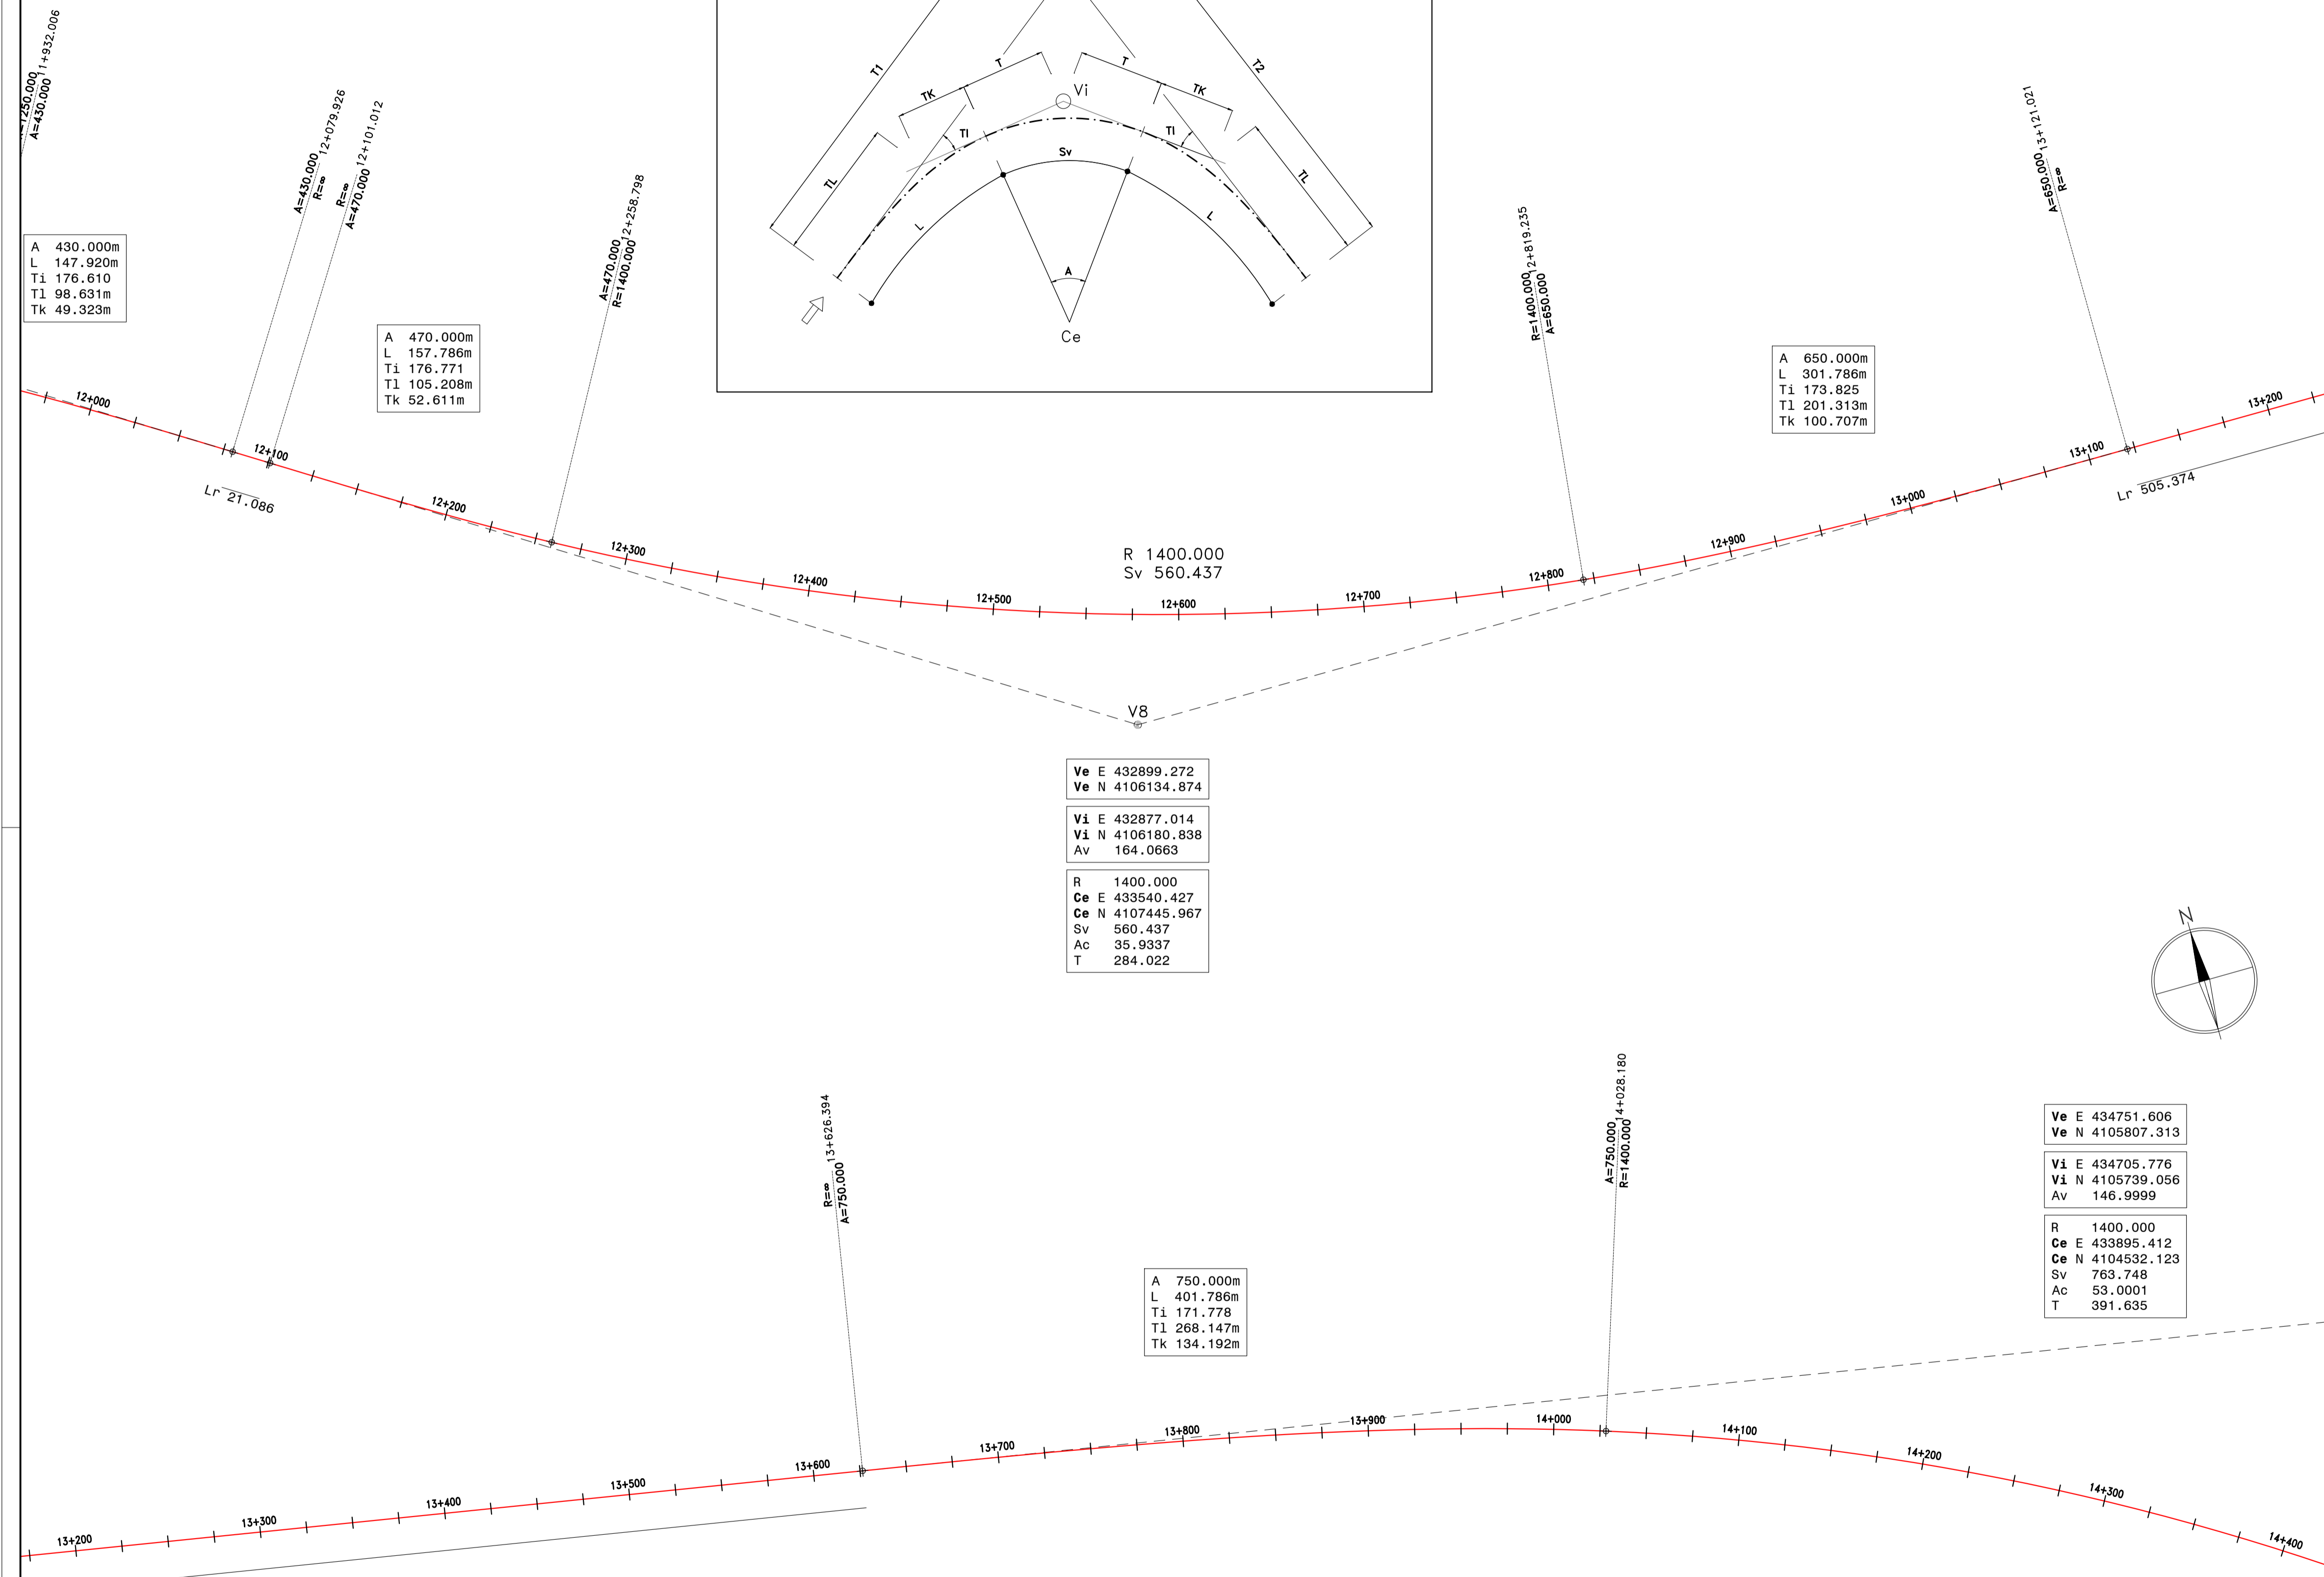 11+932.006
A=430.000
T1
T
TK
TI
TL
Vi
T
TK
TI
TL
T2
Sv
L
L
A
Ce
A=430.000
12+079.926
R=∞
R=∞
12+101.012
A=470.000
A 430.000m
L 147.920m
Ti 176.610
Tl 98.631m
Tk 49.323m
A 470.000m
L 157.786m
Ti 176.771
Tl 105.208m
Tk 52.611m
A=470.000
12+258.798
R=1400.000
R=1400.000
12+819.235
A=650.000
A 650.000m
L 301.786m
Ti 173.825
Tl 201.313m
Tk 100.707m
A=650.000
13+121.021
R=∞
12+000
12+100
12+200
12+300
12+400
12+500
12+600
12+700
12+800
12+900
13+000
13+100
13+200
Lr 21.086
Lr 505.374
R 1400.000
Sv 560.437
V8
Ve E 432899.272
Ve N 4106134.874
Vi E 432877.014
Vi N 4106180.838
Av 164.0663
R 1400.000
Ce E 433540.427
Ce N 4107445.967
Sv 560.437
Ac 35.9337
T 284.022
N
R=∞
13+626.394
A=750.000
A=750.000
14+028.180
R=1400.000
Ve E 434751.606
Ve N 4105807.313
Vi E 434705.776
Vi N 4105739.056
Av 146.9999
R 1400.000
Ce E 433895.412
Ce N 4104532.123
Sv 763.748
Ac 53.0001
T 391.635
A 750.000m
L 401.786m
Ti 171.778
Tl 268.147m
Tk 134.192m
13+200
13+300
13+400
13+500
13+600
13+700
13+800
13+900
14+000
14+100
14+200
14+300
14+400